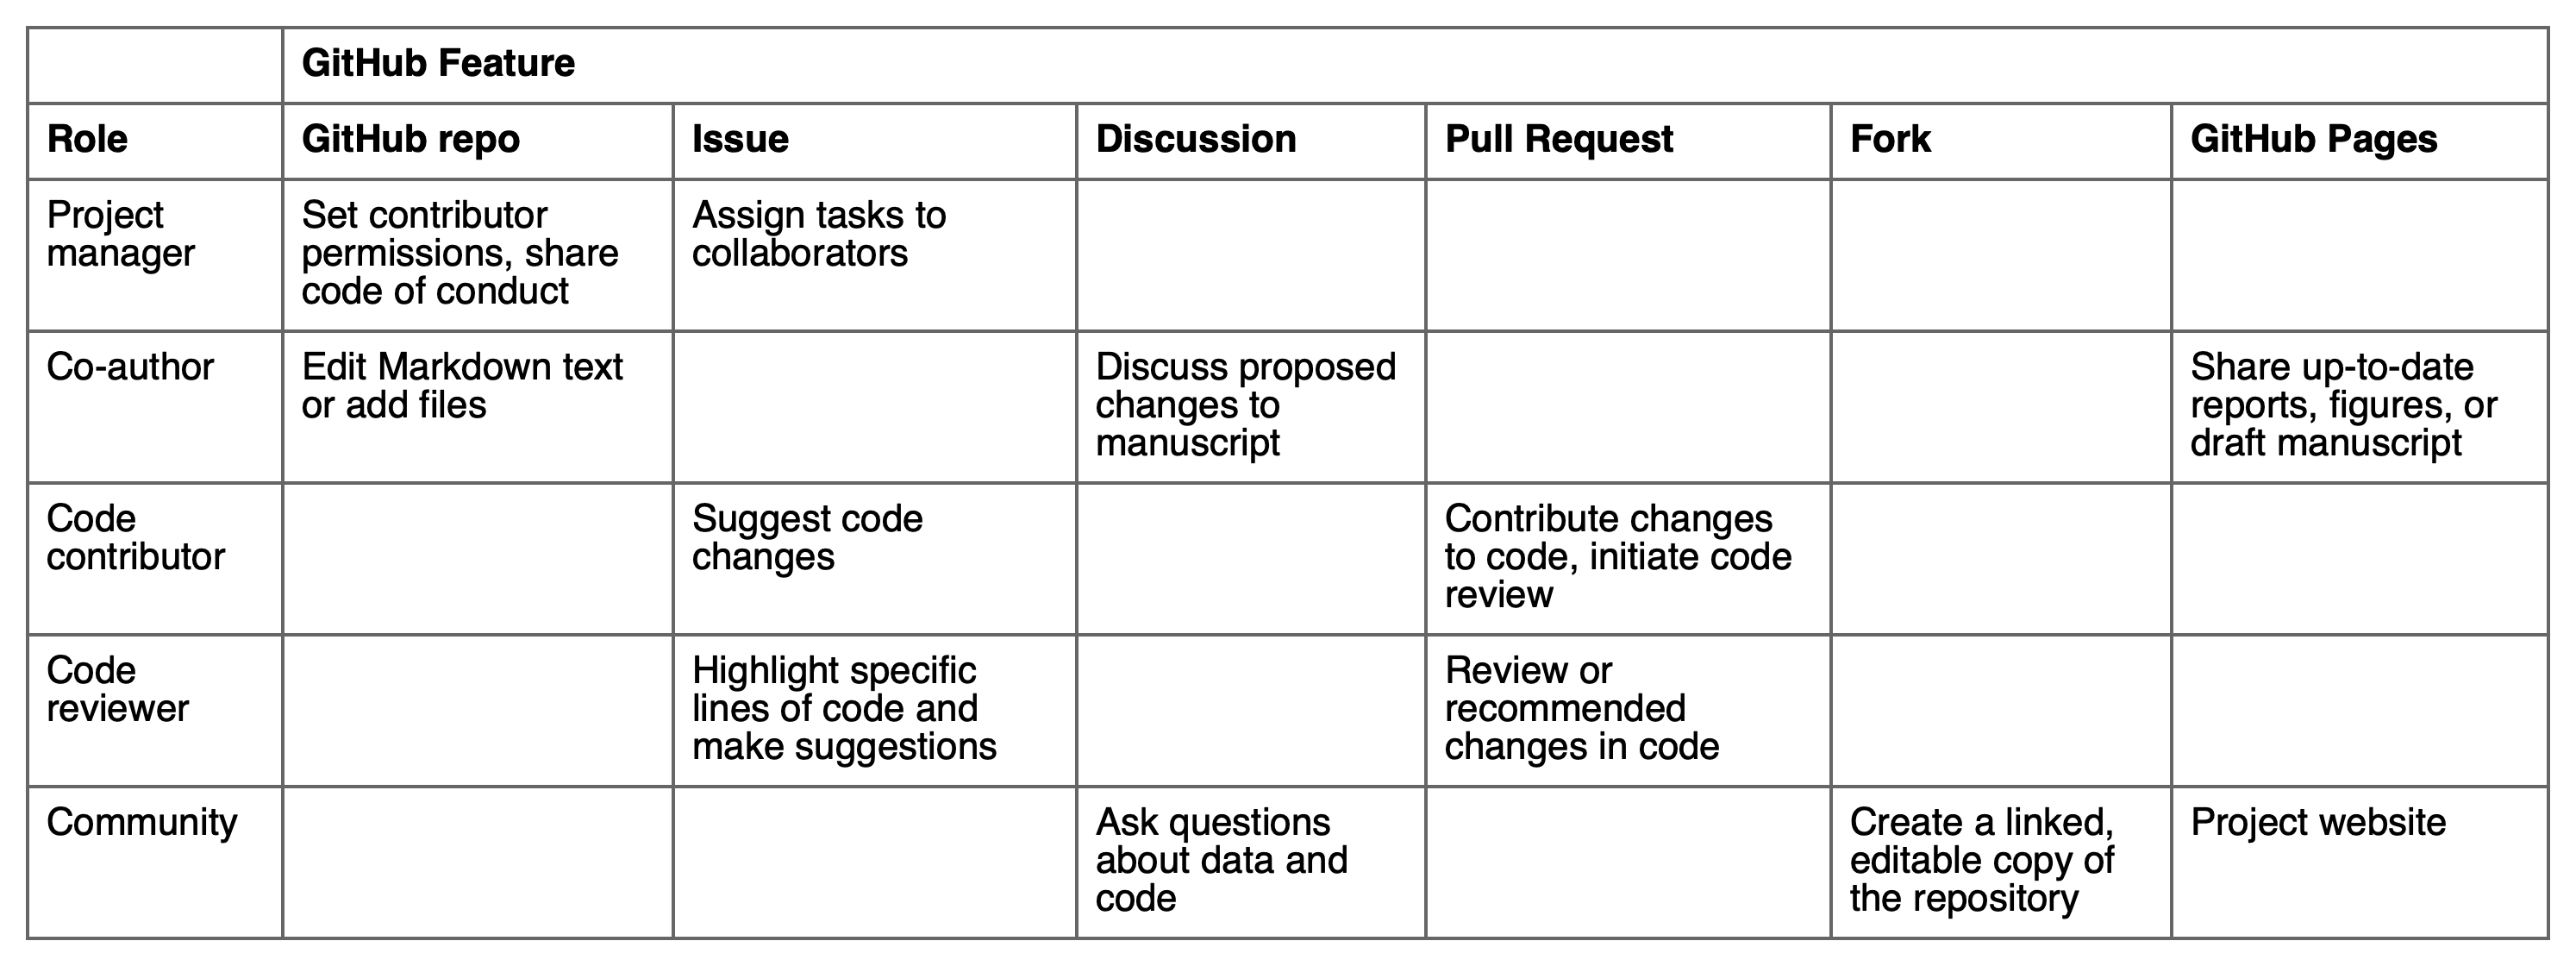 GitHub Feature
Role GitHub repo Issue Discussion Pull Request Fork GitHub Pages
Project
manager
Set contributor
permissions, share
code of conduct
Assign tasks to
collaborators
Co-author
Edit Markdown text
or add files
Discuss proposed
changes to
manuscript
Share up-to-date
reports, figures, or
draft manuscript
Code
contributor
Suggest code
changes
Contribute changes
to code, initiate code
review
Code
reviewer
Highlight specific
lines of code and
make suggestions
Review or
recommended
changes in code
Community
Ask questions
about data and
code
Create a linked,
editable copy of
the repository
Project website